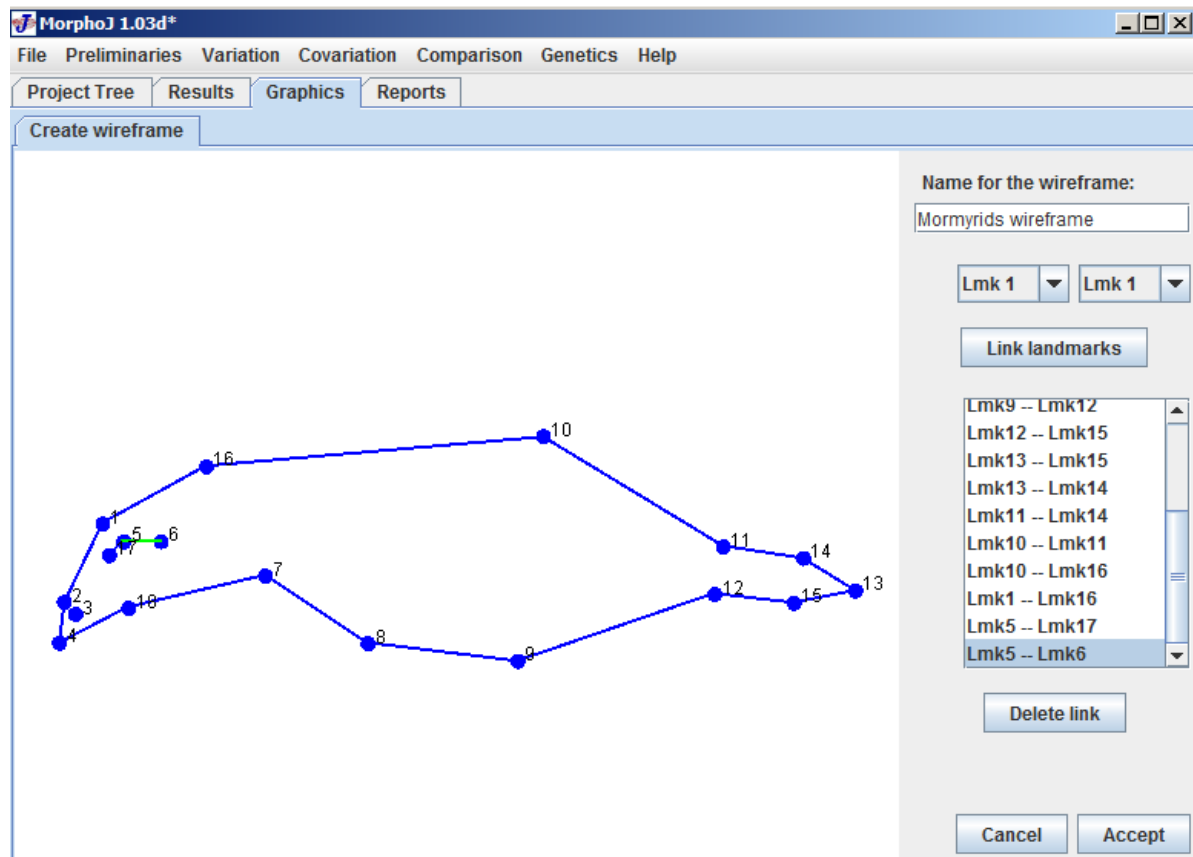 MorphoJ 1.03d*
File Preliminaries Variation Covariation Comparison Genetics Help
Project Tree Results Graphics Reports
Create wireframe
Name for the wireframe:
Mormyrids wireframe
Lmk 1 Lmk 1
Link landmarks
Lmk9 -- Lmk12
Lmk12 -- Lmk15
Lmk13 -- Lmk15
Lmk13 -- Lmk14
Lmk11 -- Lmk14
Lmk10 -- Lmk11
Lmk10 -- Lmk16
Lmk1 -- Lmk16
Lmk5 -- Lmk17
Lmk5 -- Lmk6
Delete link
Cancel Accept
10
16
1
5 6
17
11
14
7
13
12
15
2
3
18
4
8
9